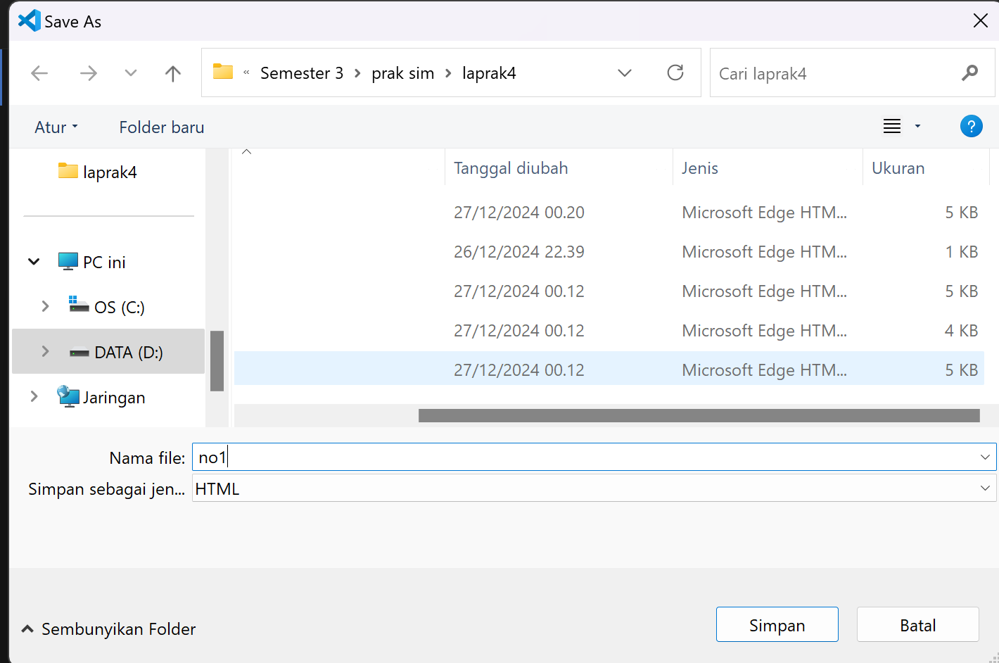 Save As
« Semester 3 > prak sim > laprak4
Cari laprak4
Atur
Folder baru
?
laprak4
PC ini
OS (C:)
DATA (D:)
Jaringan
Tanggal diubah Jenis Ukuran
27/12/2024 00.20 Microsoft Edge HTM... 5 KB
26/12/2024 22.39 Microsoft Edge HTM... 1 KB
27/12/2024 00.12 Microsoft Edge HTM... 5 KB
27/12/2024 00.12 Microsoft Edge HTM... 4 KB
27/12/2024 00.12 Microsoft Edge HTM... 5 KB
Nama file: no1
Simpan sebagai jen... HTML
Sembunyikan Folder
Simpan
Batal